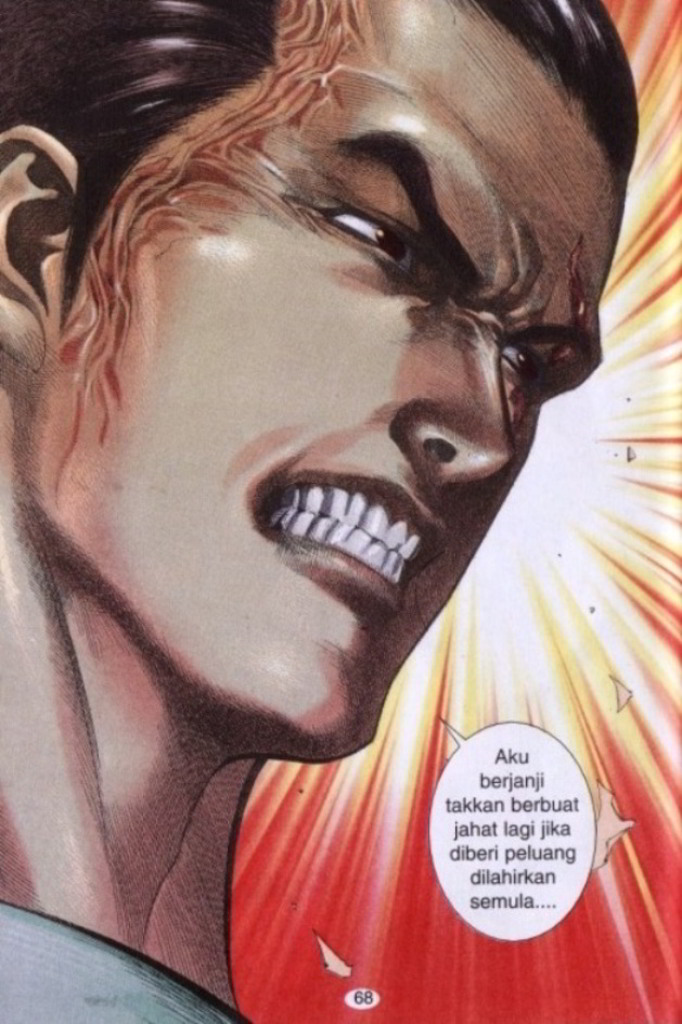 Aku
berjanji
takkan berbuat
jahat lagi jika
diberi peluang
dilahirkan
semula....
68